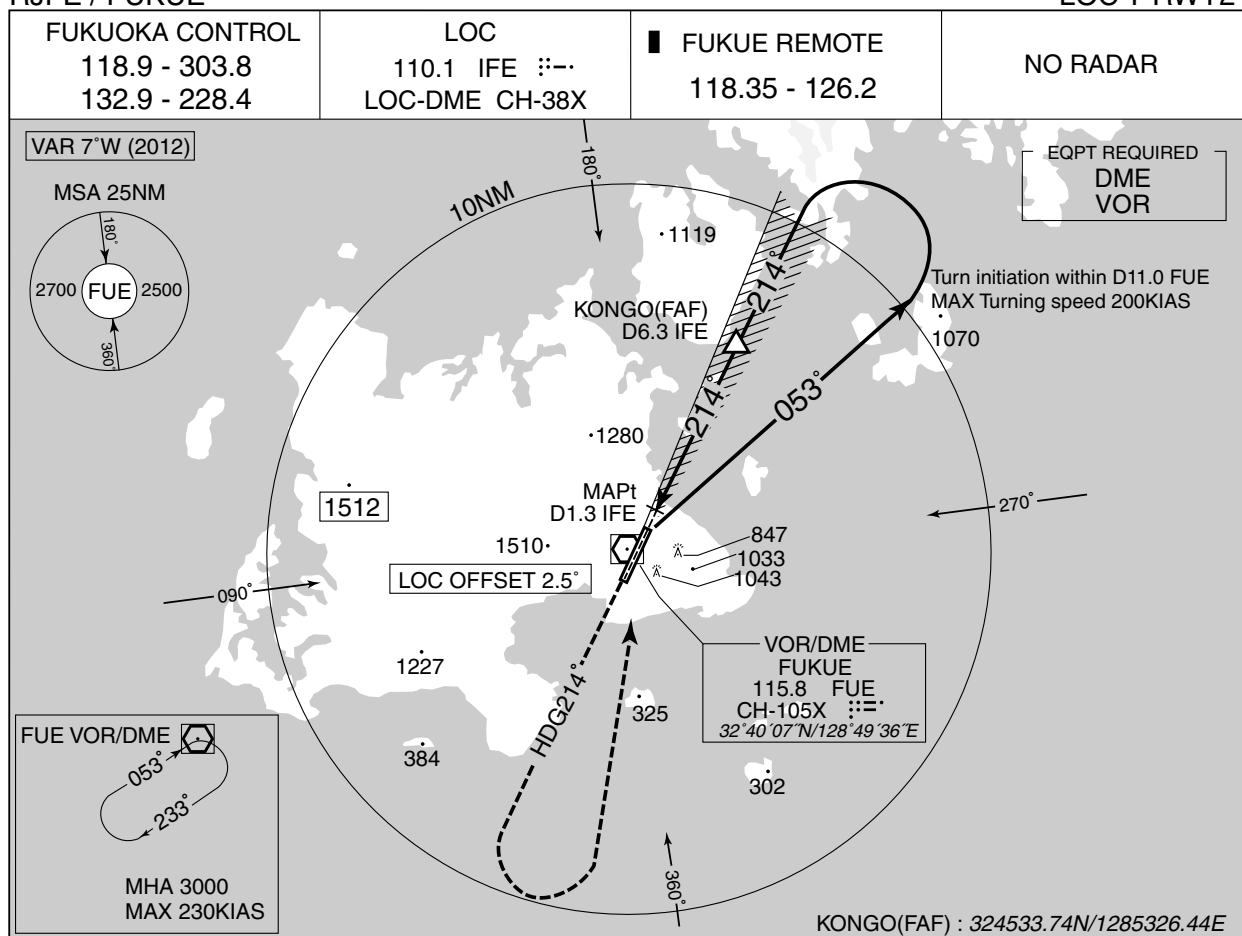 FUKUOKA CONTROL
118.9 - 303.8
132.9 - 228.4
LOC
110.1 IFE
LOC-DME CH-38X
FUKUE REMOTE
118.35 - 126.2
NO RADAR
VAR 7°W (2012)
MSA 25NM
180°
2700 FUE 2500
360°
180°
10NM
EQPT REQUIRED
DME
VOR
1119
214°
Turn initiation within D11.0 FUE
MAX Turning speed 200KIAS
KONGO(FAF)
D6.3 IFE
1070
053°
214°
1280
1512
MAPt
D1.3 IFE
270°
1510
847
1033
1043
LOC OFFSET 2.5°
090°
VOR/DME
FUKUE
115.8 FUE
CH-105X
32°40´07˝N/128°49´36˝E
1227
HDG214°
325
384
302
FUE VOR/DME
053°
233°
MHA 3000
MAX 230KIAS
360°
KONGO(FAF) : 324533.74N/1285326.44E